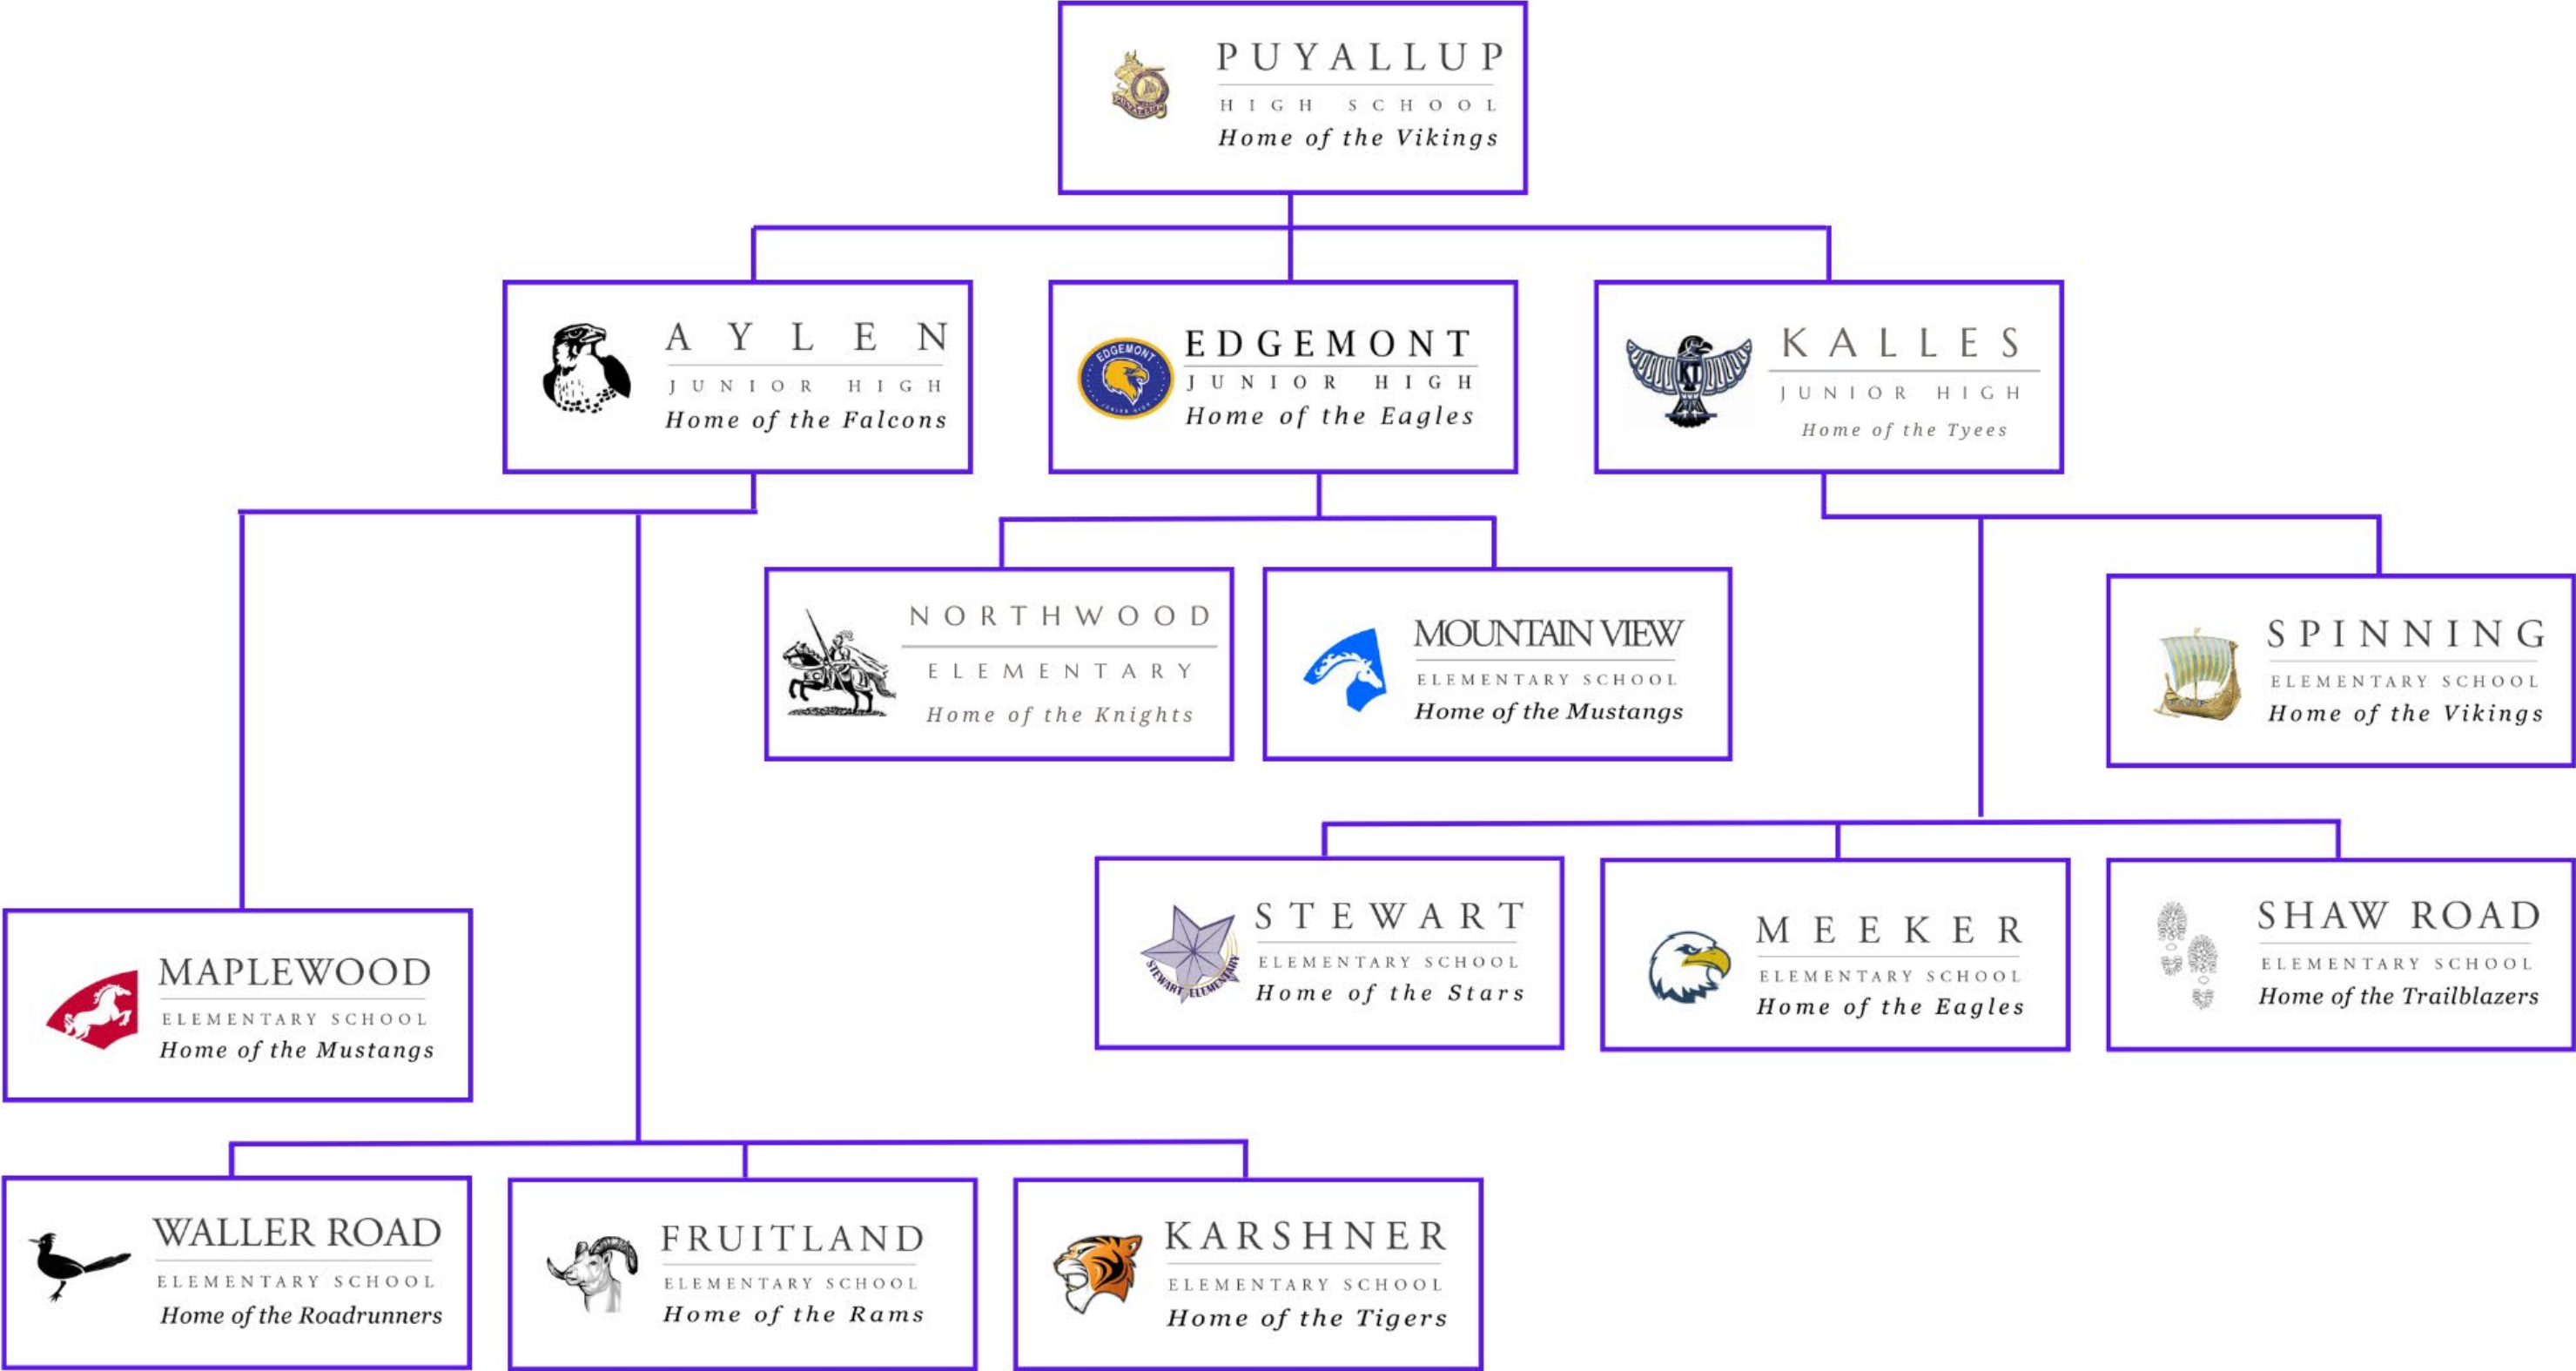 PUYALLUP
HIGH SCHOOL
Home of the Vikings
AYLEN
JUNIOR HIGH
Home of the Falcons
EDGEMONT
EDGEMONT
JUNIOR HIGH
JUNIOR HIGH
Home of the Eagles
KALLES
JUNIOR HIGH
Home of the Tyees
NORTHWOOD
ELEMENTARY
Home of the Knights
MOUNTAIN VIEW
ELEMENTARY SCHOOL
Home of the Mustangs
SPINNING
ELEMENTARY SCHOOL
Home of the Vikings
STEWART ELEMENTARY
STEWART
ELEMENTARY SCHOOL
Home of the Stars
MEEKER
ELEMENTARY SCHOOL
Home of the Eagles
SHAW ROAD
ELEMENTARY SCHOOL
Home of the Trailblazers
MAPLEWOOD
ELEMENTARY SCHOOL
Home of the Mustangs
WALLER ROAD
ELEMENTARY SCHOOL
Home of the Roadrunners
FRUITLAND
ELEMENTARY SCHOOL
Home of the Rams
KARSHNER
ELEMENTARY SCHOOL
Home of the Tigers